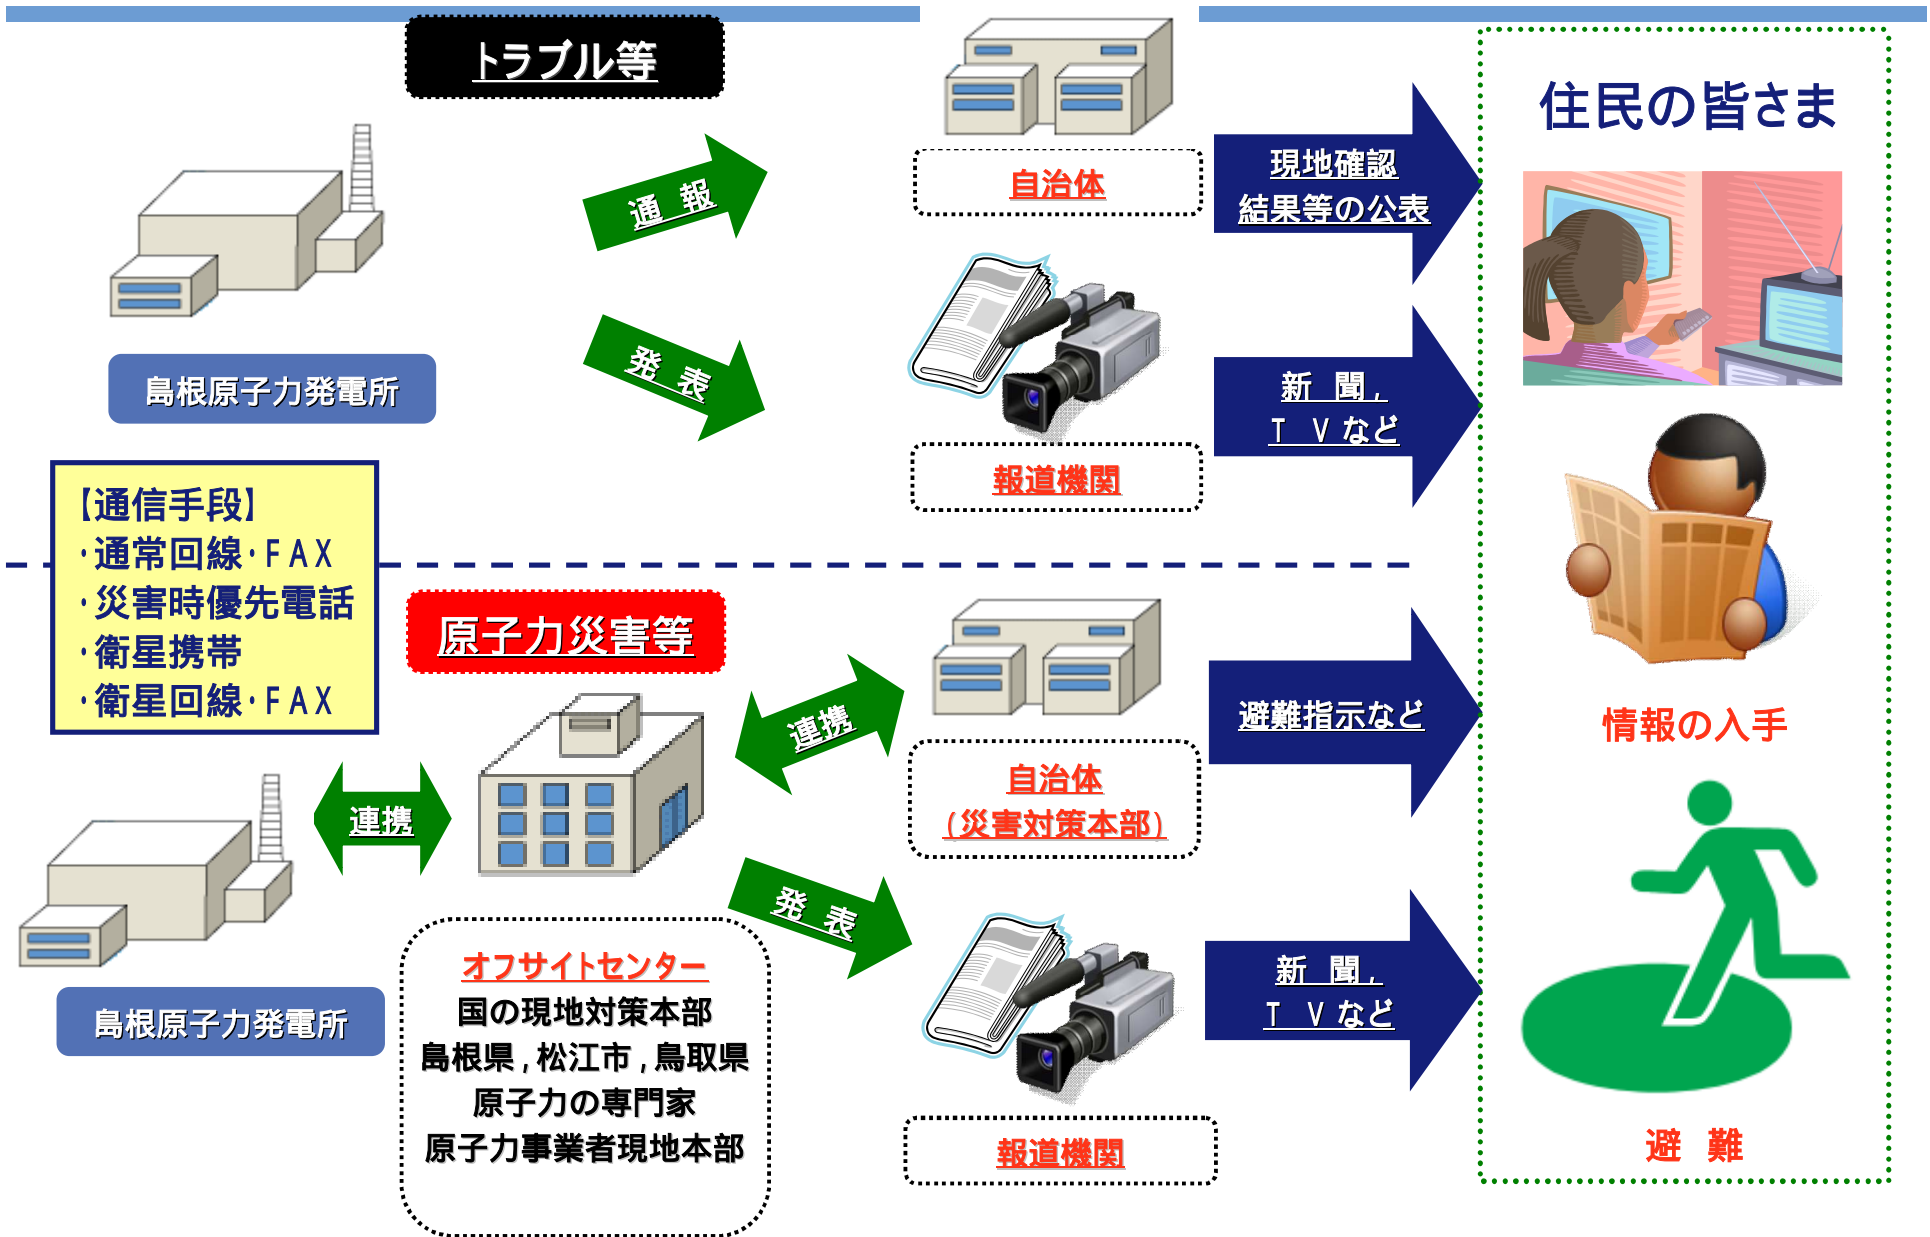 トラブル等
島根原子力発電所
通 報
発 表
自治体
報道機関
現地確認
結果等の公表
新 聞,
T Vなど
住民の皆さま
【通信手段】
・通常回線・FAX
・災害時優先電話
・衛星携帯
・衛星回線・FAX
原子力災害等
島根原子力発電所
連携
連携
発 表
オフサイトセンター
国の現地対策本部
島根県,松江市,鳥取県
原子力の専門家
原子力事業者現地本部
自治体
(災害対策本部)
報道機関
避難指示など
新 聞,
T Vなど
情報の入手
避 難